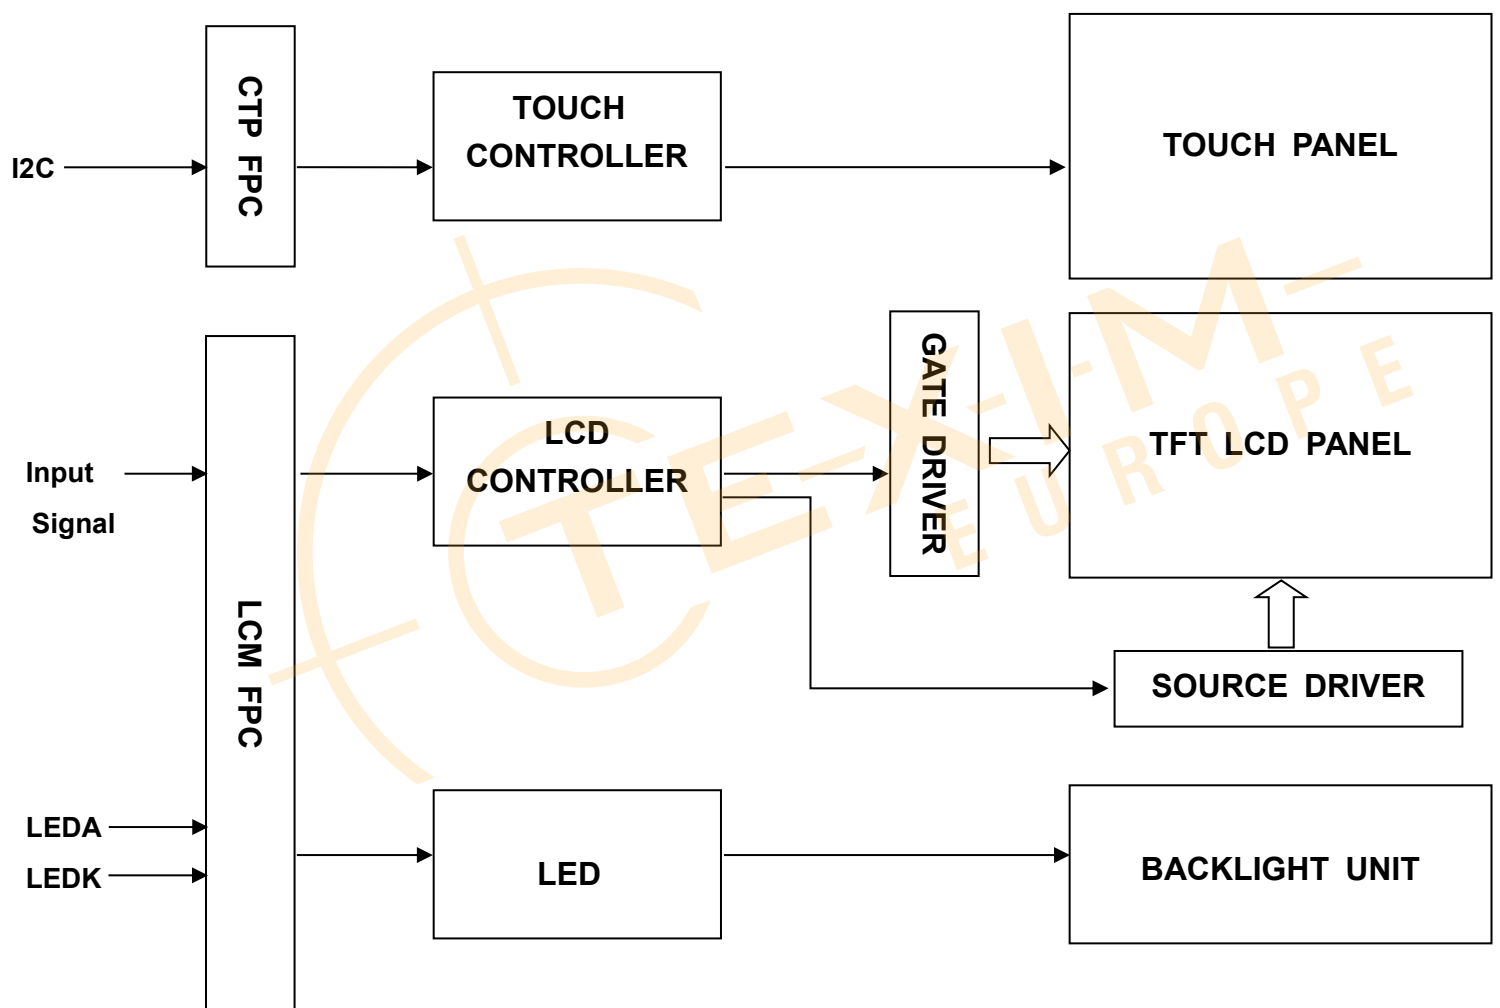 CTP FPC
TOUCH
CONTROLLER
TOUCH PANEL
I2C
GATE DRIVER
LCD
CONTROLLER
TFT LCD PANEL
Input
Signal
LCM FPC
SOURCE DRIVER
LEDA
LEDK
LED
BACKLIGHT UNIT
TEXIM
EUROPE